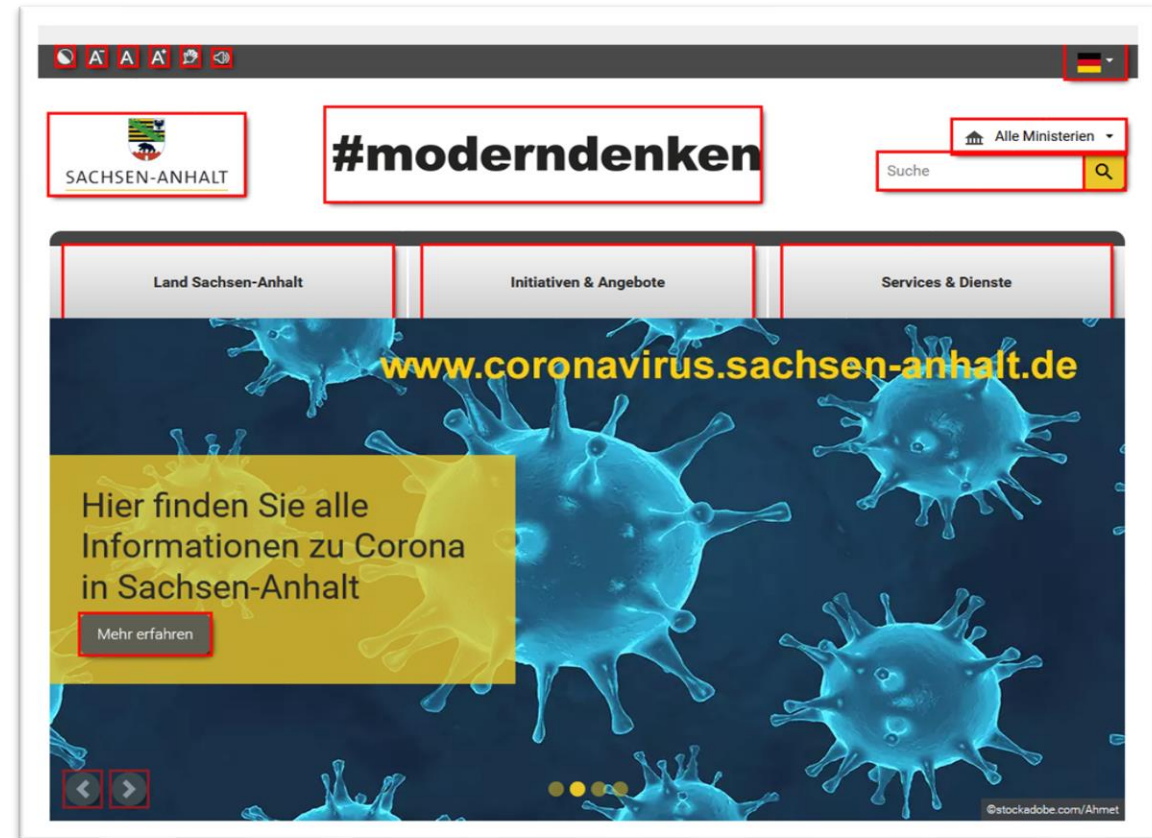 A- A A+
Alle Ministerien
SACHSEN-ANHALT
#moderndenken
Suche
Land Sachsen-Anhalt
Initiativen & Angebote
Services & Dienste
www.coronavirus.sachsen-anhalt.de
Hier finden Sie alle
Informationen zu Corona
in Sachsen-Anhalt
Mehr erfahren
©stockadobe.com/Ahmet